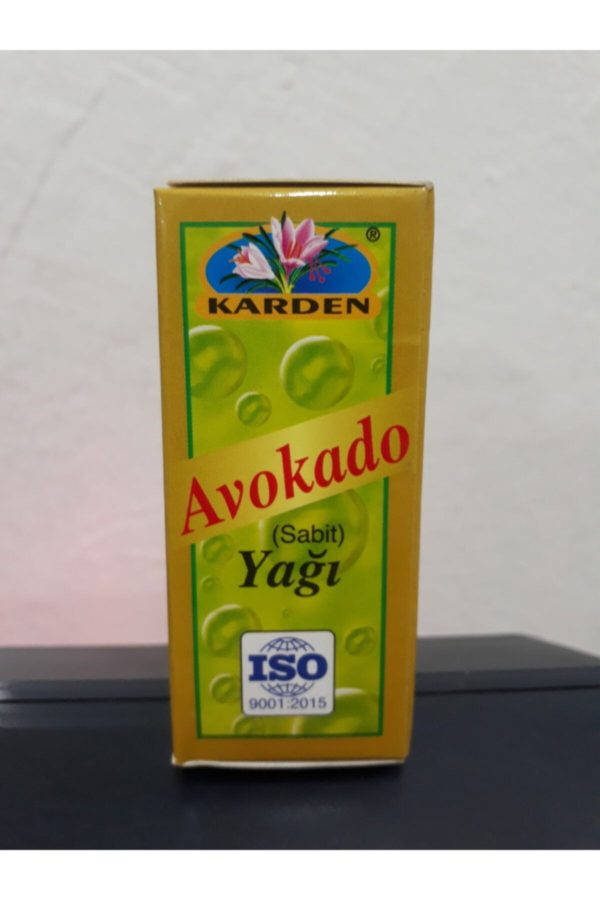 ®
KARDEN
Avokado
(Sabit)
Yağı
ISO
9001:2015